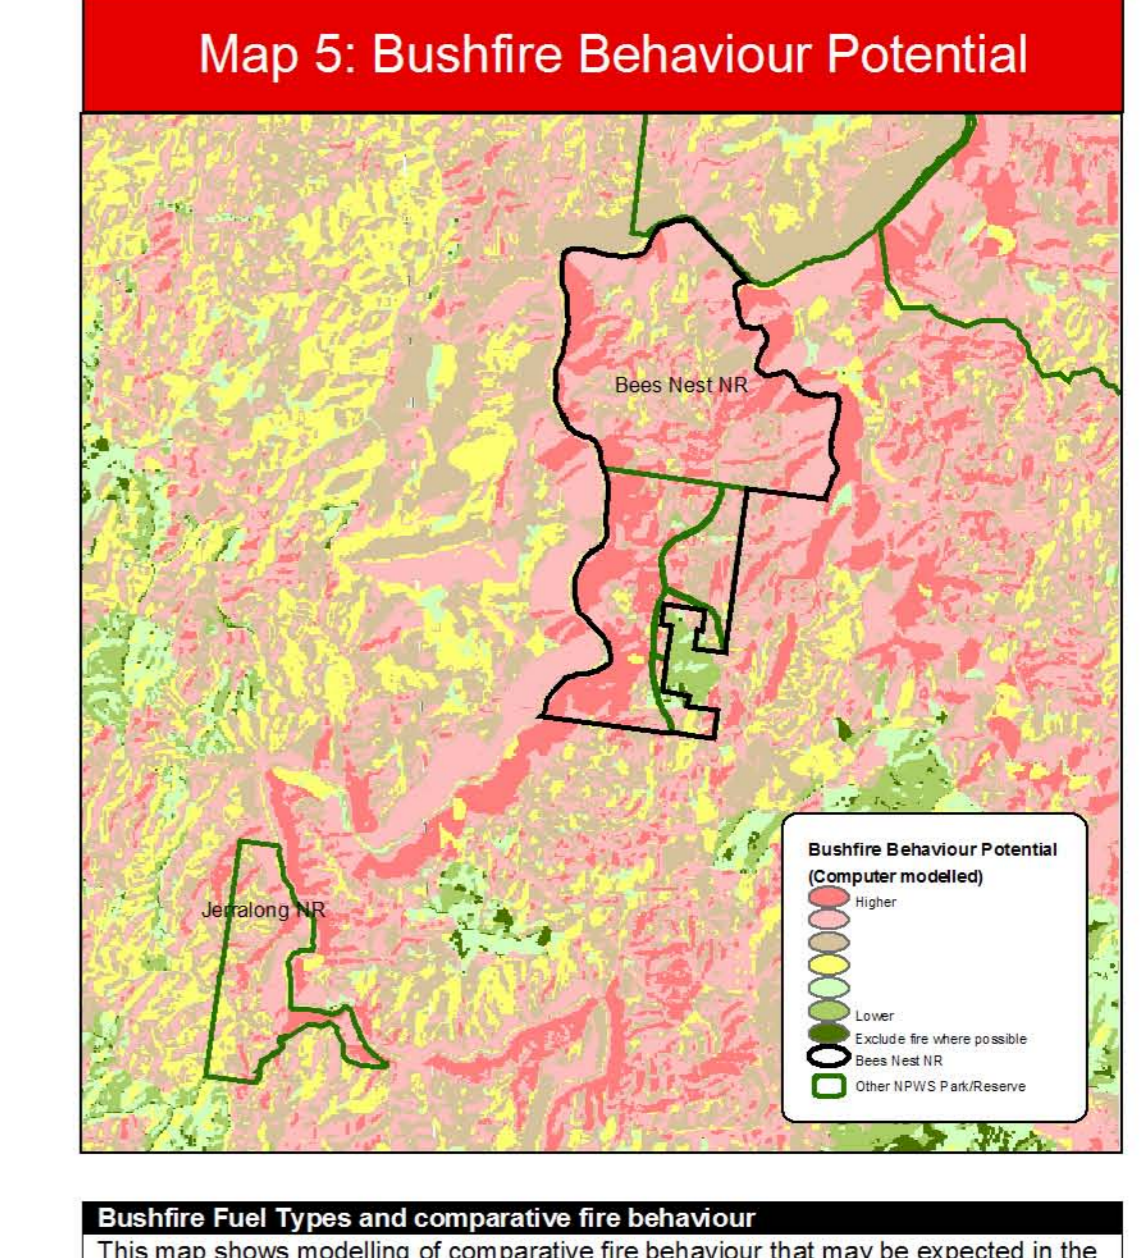 Map 5: Bushfire Behaviour Potential
Bees Nest NR
Jerralong NR
Bushfire Behaviour Potential
(Computer modelled)
Higher
Lower
Exclude fire where possible
Bees Nest NR
Other NPWS Park/Reserve
Bushfire Fuel Types and comparative fire behaviour
This map shows modelling of comparative fire behaviour that may be expected in the